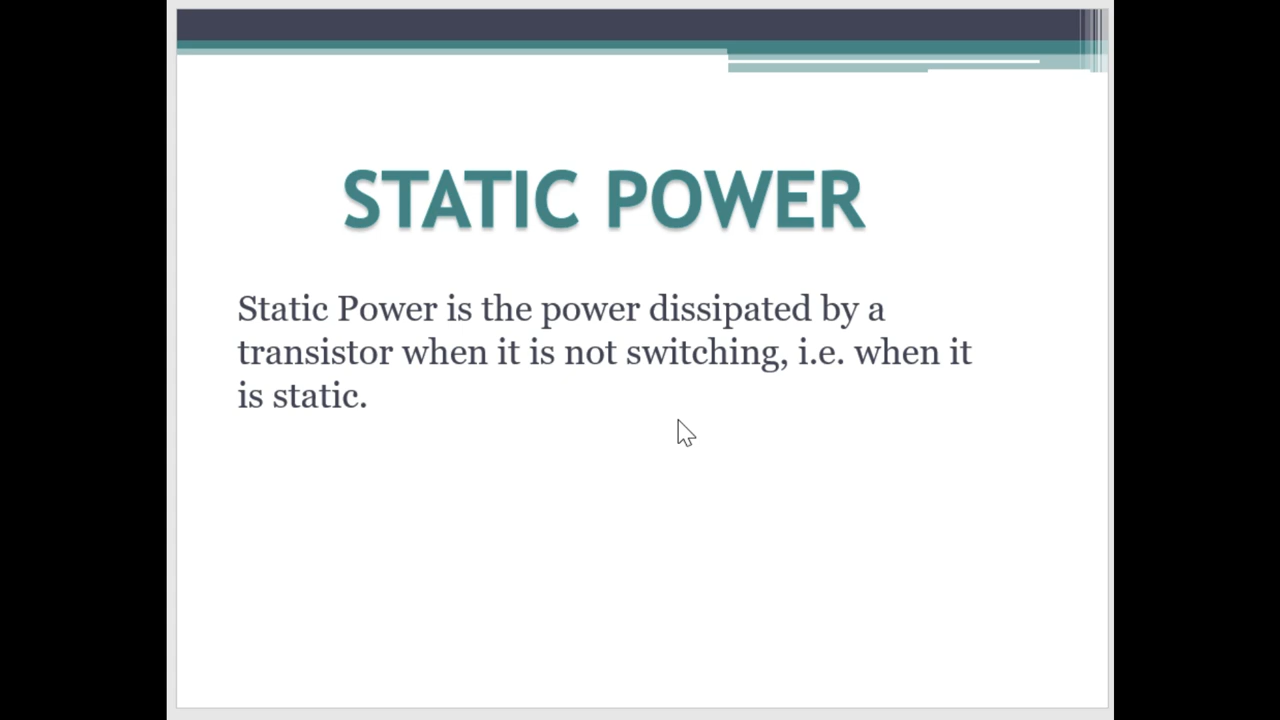 STATIC POWER
Static Power is the power dissipated by a
transistor when it is not switching, i.e. when it
is static.